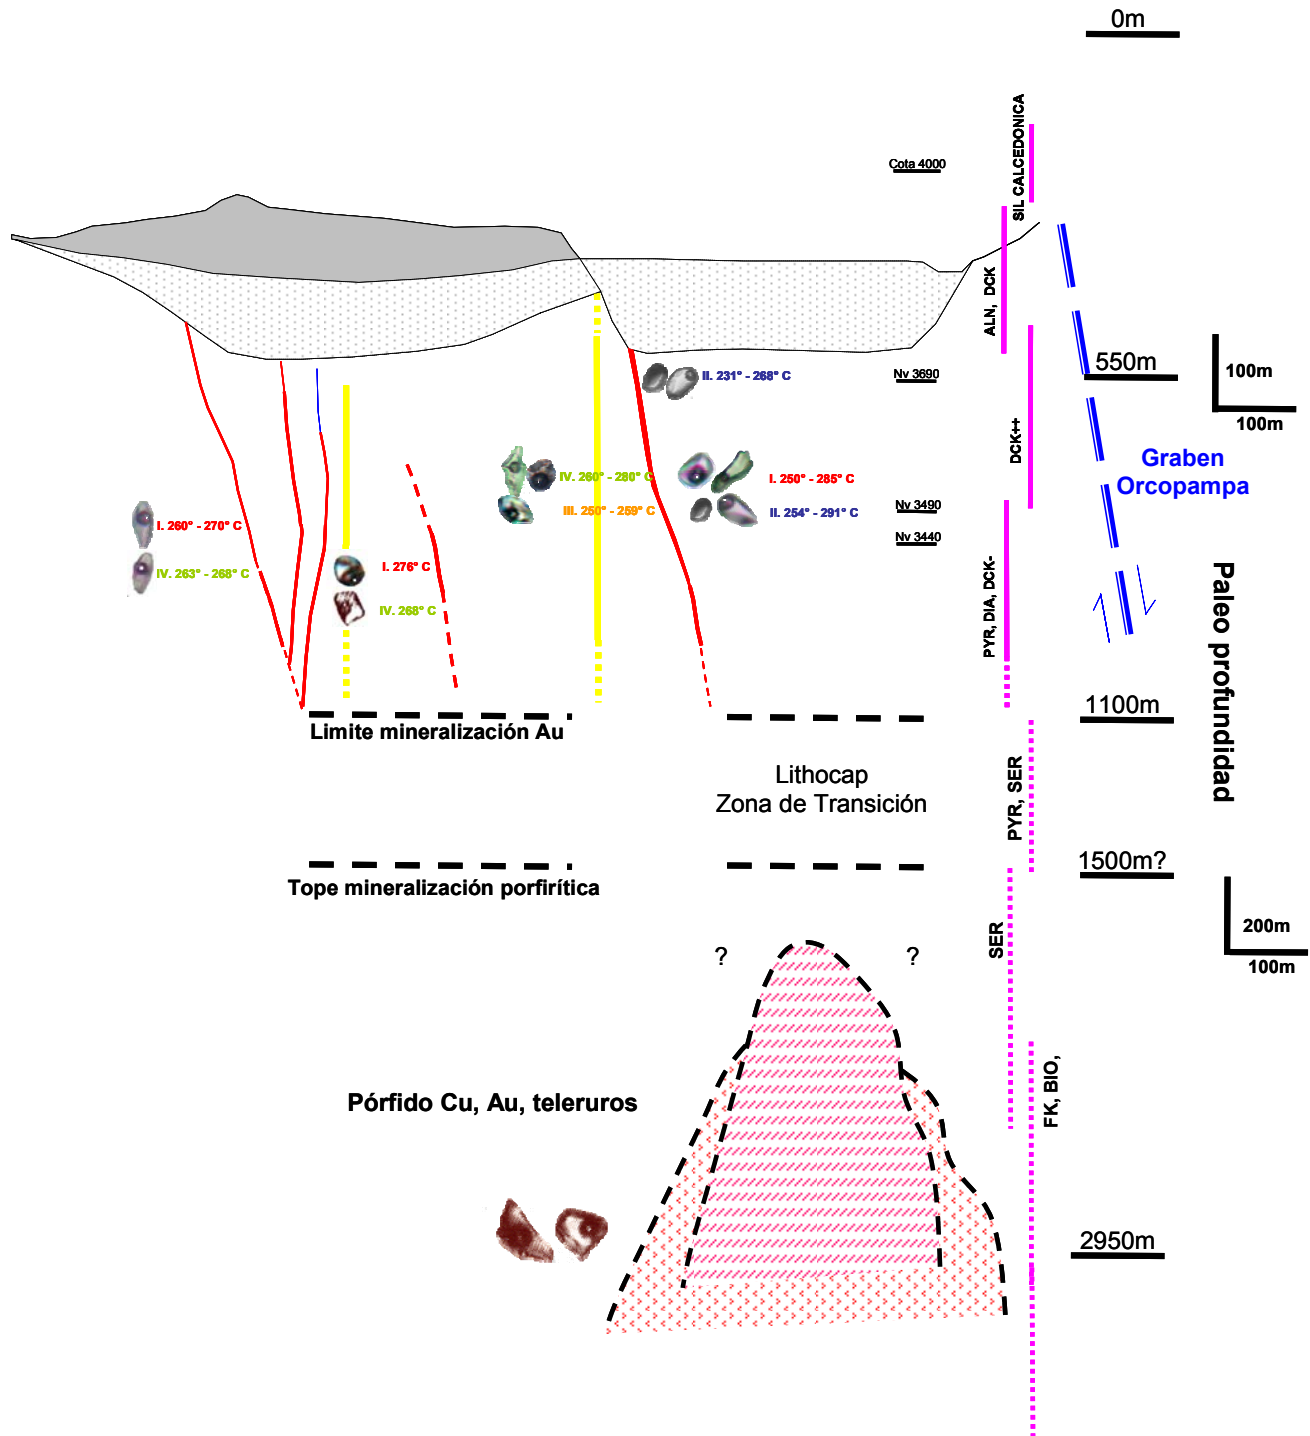 0m
SIL CALCEDONICA
Cota 4000
ALN, DCK
550m
100m
100m
II. 231° - 268° C
Nv 3690
DCK++
Graben
Orcopampa
IV. 260° - 280° C
I. 250° - 285° C
III. 250° - 259° C
II. 254° - 291° C
Nv 3490
Nv 3440
I. 260° - 270° C
IV. 263° - 268° C
I. 276° C
IV. 268° C
PYR, DIA, DCK-
Paleo profundidad
1100m
Limite mineralización Au
Lithocap
Zona de Transición
PYR, SER
1500m?
Tope mineralización porfirítica
200m
100m
SER
?
?
FK, BIO,
Pórfido Cu, Au, teleruros
2950m